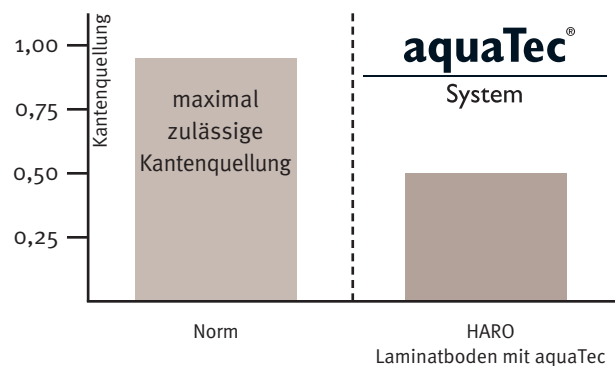 Kantenquellung
1,00
0,75
0,50
0,25
maximal
zulässige
Kantenquellung
aquaTec®
System
Norm
HARO
Laminatboden mit aquaTec